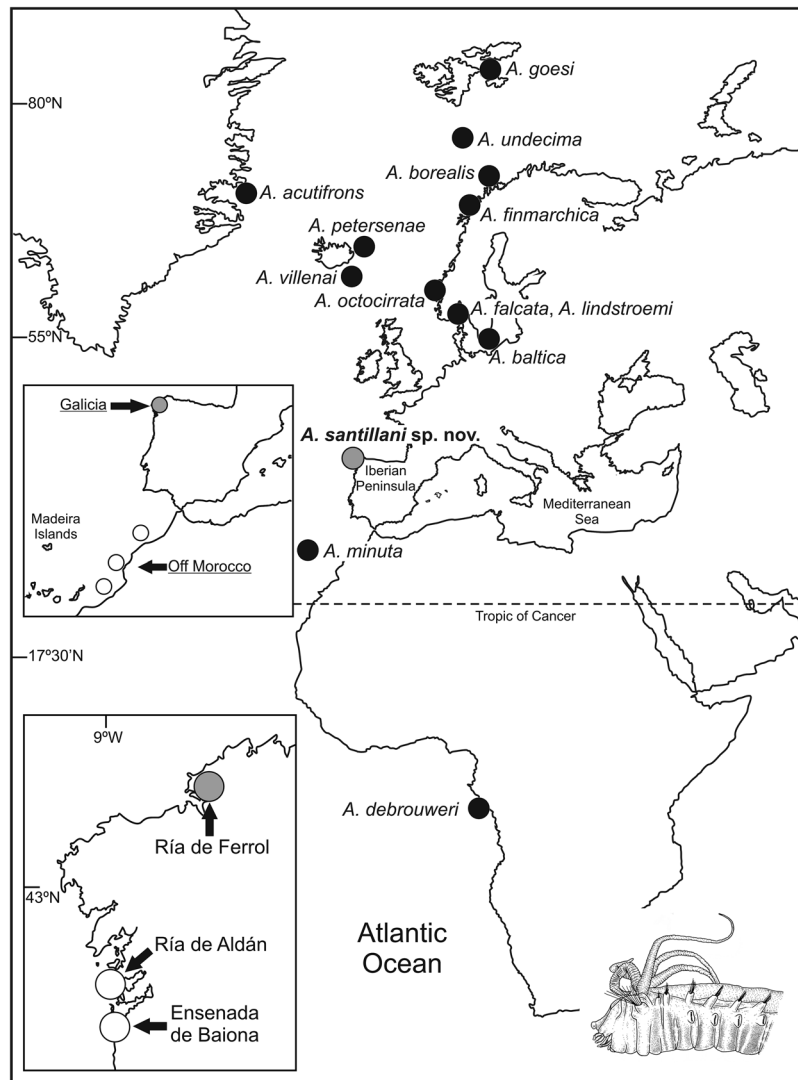 80ºN
A. goesi
A. undecima
A. borealis
A. acutifrons
A. finmarchica
A. petersenae
A. villenai
A. octocirrata
A. falcata, A. lindstroemi
55ºN
A. baltica
Galicia
A. santillani sp. nov.
Iberian
Peninsula
Mediterranean
Sea
Madeira
Islands
Off Morocco
A. minuta
Tropic of Cancer
17º30'N
9ºW
A. debrouweri
Ría de Ferrol
43ºN
Ría de Aldán
Ensenada
de Baiona
Atlantic
Ocean